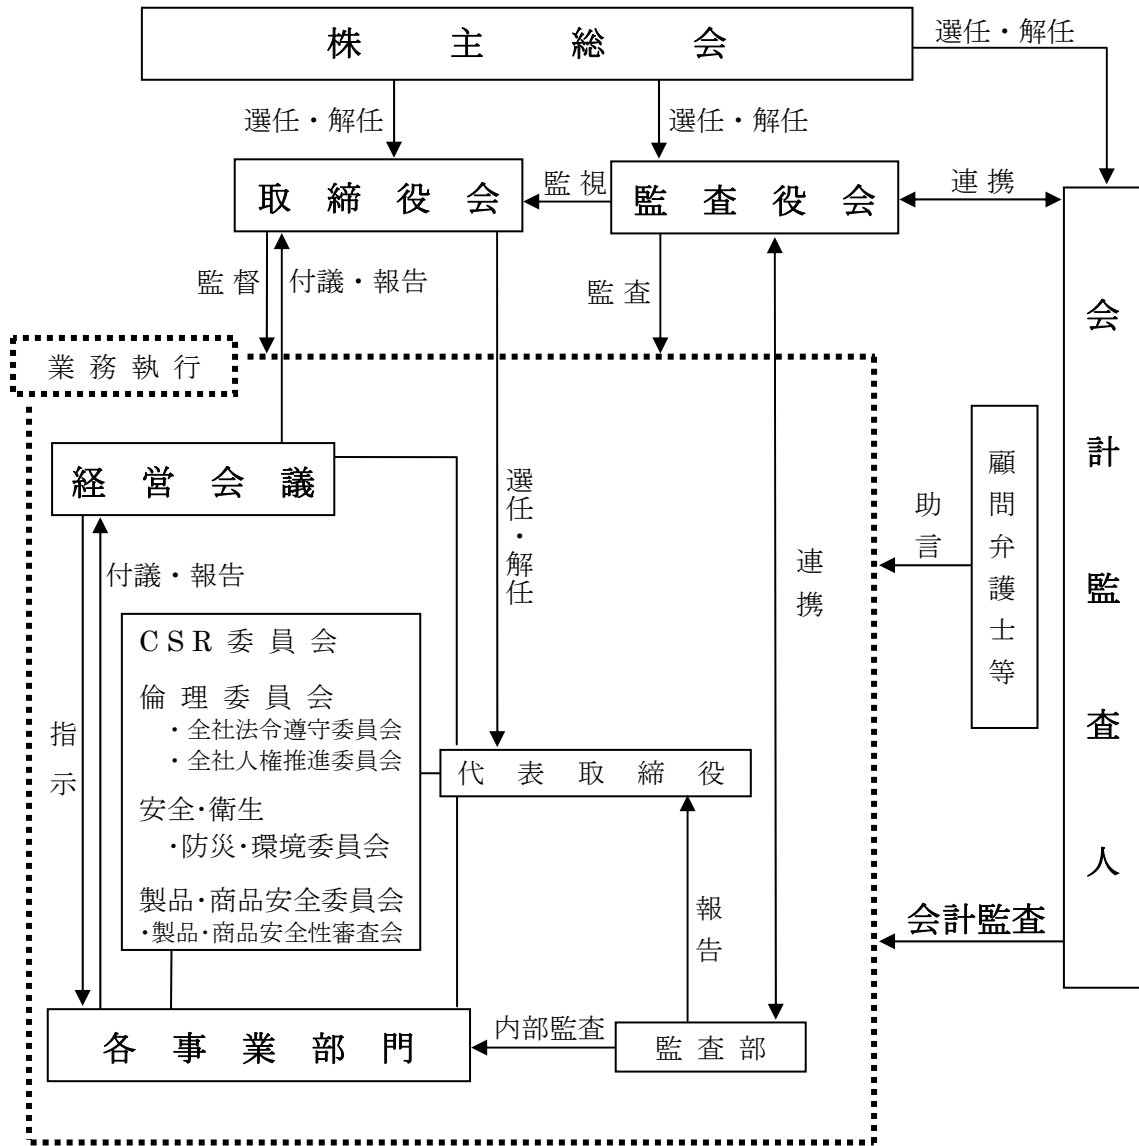 株主総会
選任・解任
選任・解任
選任・解任
取締役会
監視
監査役会
連携
監督
付議・報告
監査
業務執行
会計監査人
経営会議
選任・解任
連携
助言
顧問弁護士等
付議・報告
指示
CSR委員会
倫理委員会
・全社法令遵守委員会
・全社人権推進委員会
安全・衛生
・防災・環境委員会
製品・商品安全委員会
・製品・商品安全性審査会
代表取締役
報告
会計監査
各事業部門
内部監査
監査部